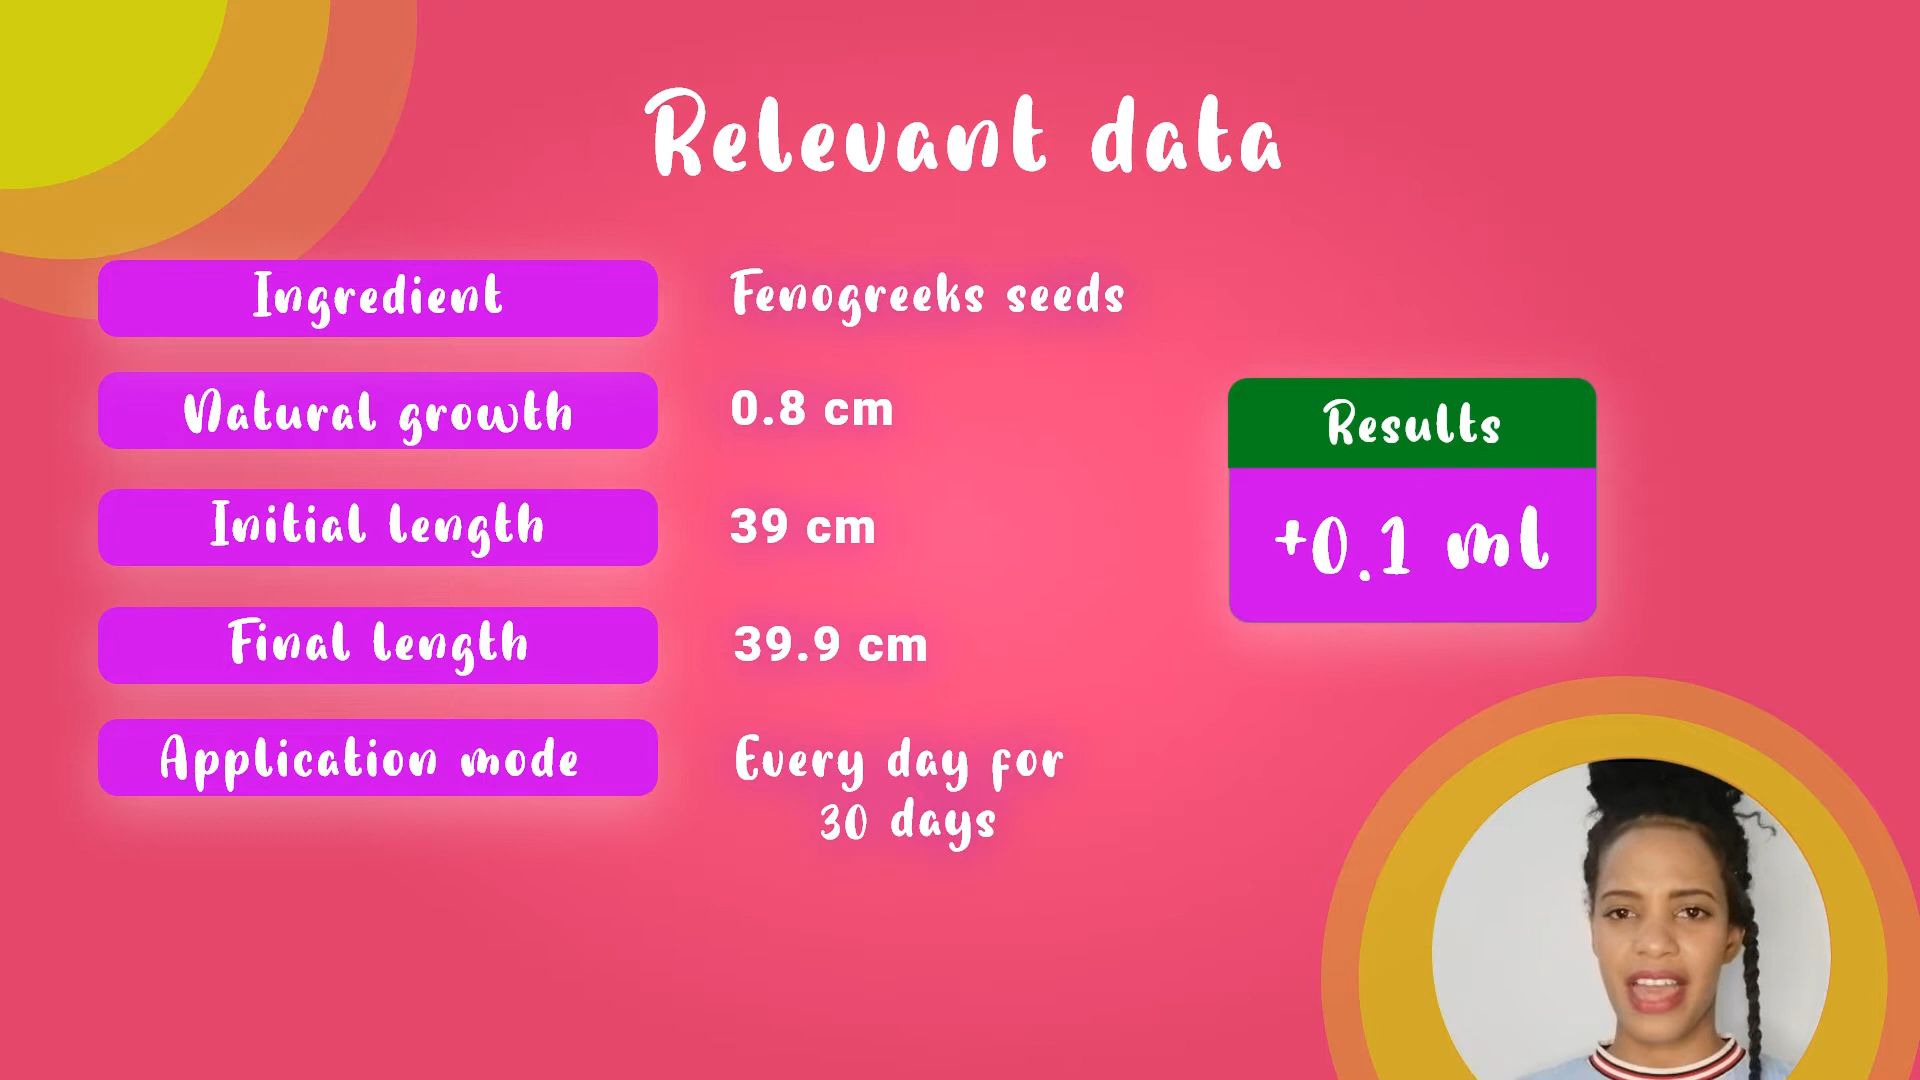 Relevant data
Ingredient
Fenogreeks seeds
Natural growth
0.8 cm
Initial length
39 cm
Final length
39.9 cm
Application mode
Every day for
30 days
Results
+0.1 ml